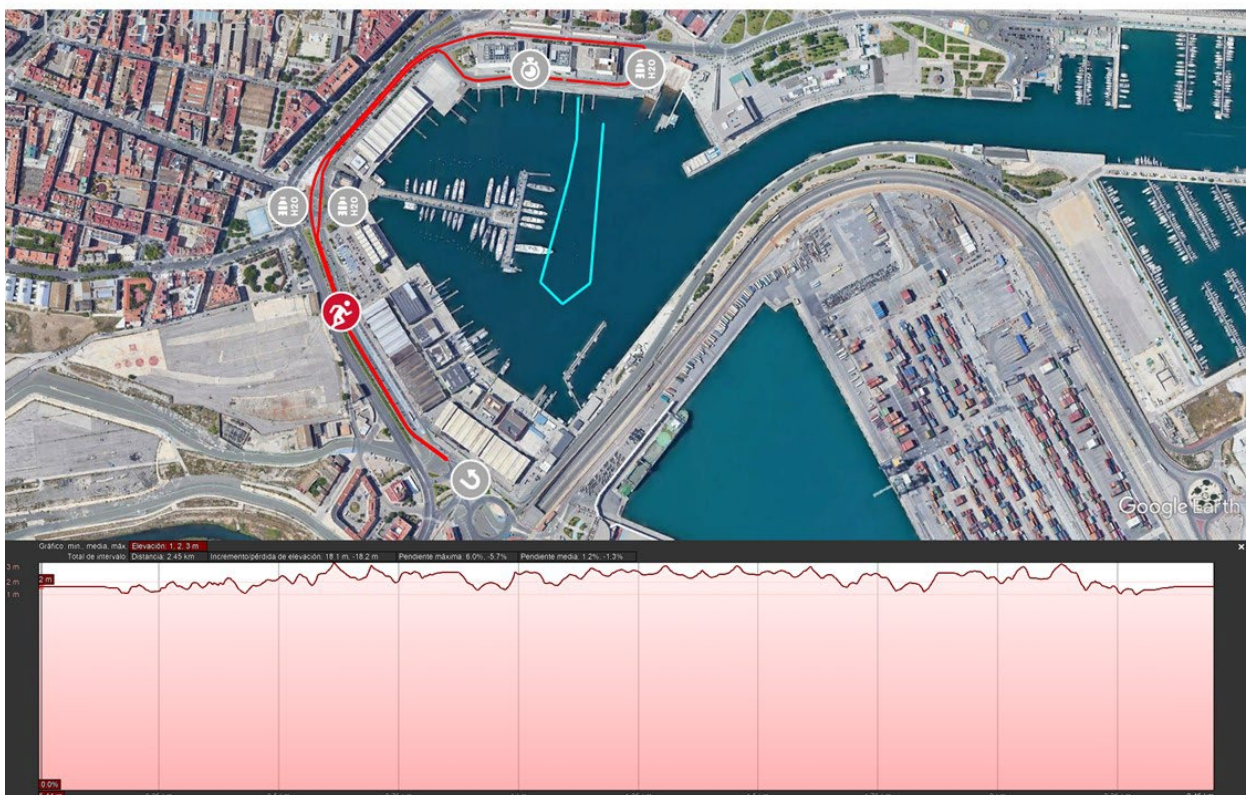 H2O
H2O
H2O
Google Earth
Gráfico: min., media, máx. Elevación: 1, 2, 3 m
Total de intervalo: Distancia: 2.45 km Incremento/pérdida de elevación: 18.1 m, -18.2 m Pendiente máxima: 6.0%, -5.7% Pendiente media: 1.2%, -1.3%
3 m
2 m
2 m
1 m
0.0%